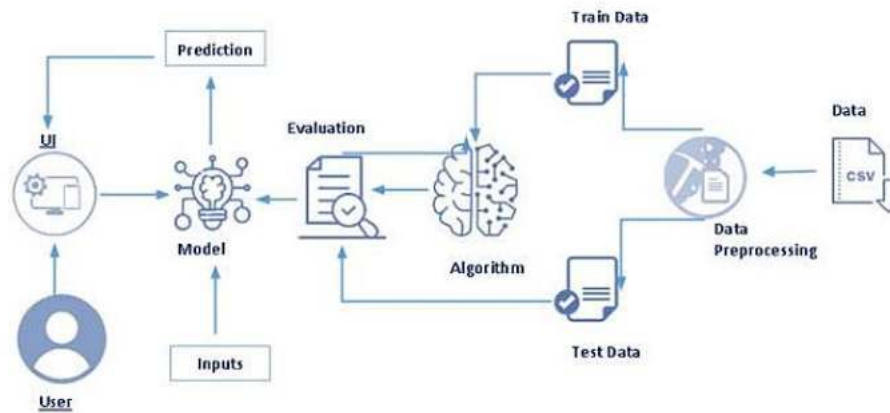 Train Data
Prediction
Data
Evaluation
UI
CSV
Model
Data
Preprocessing
Algorithm
Inputs
Test Data
User